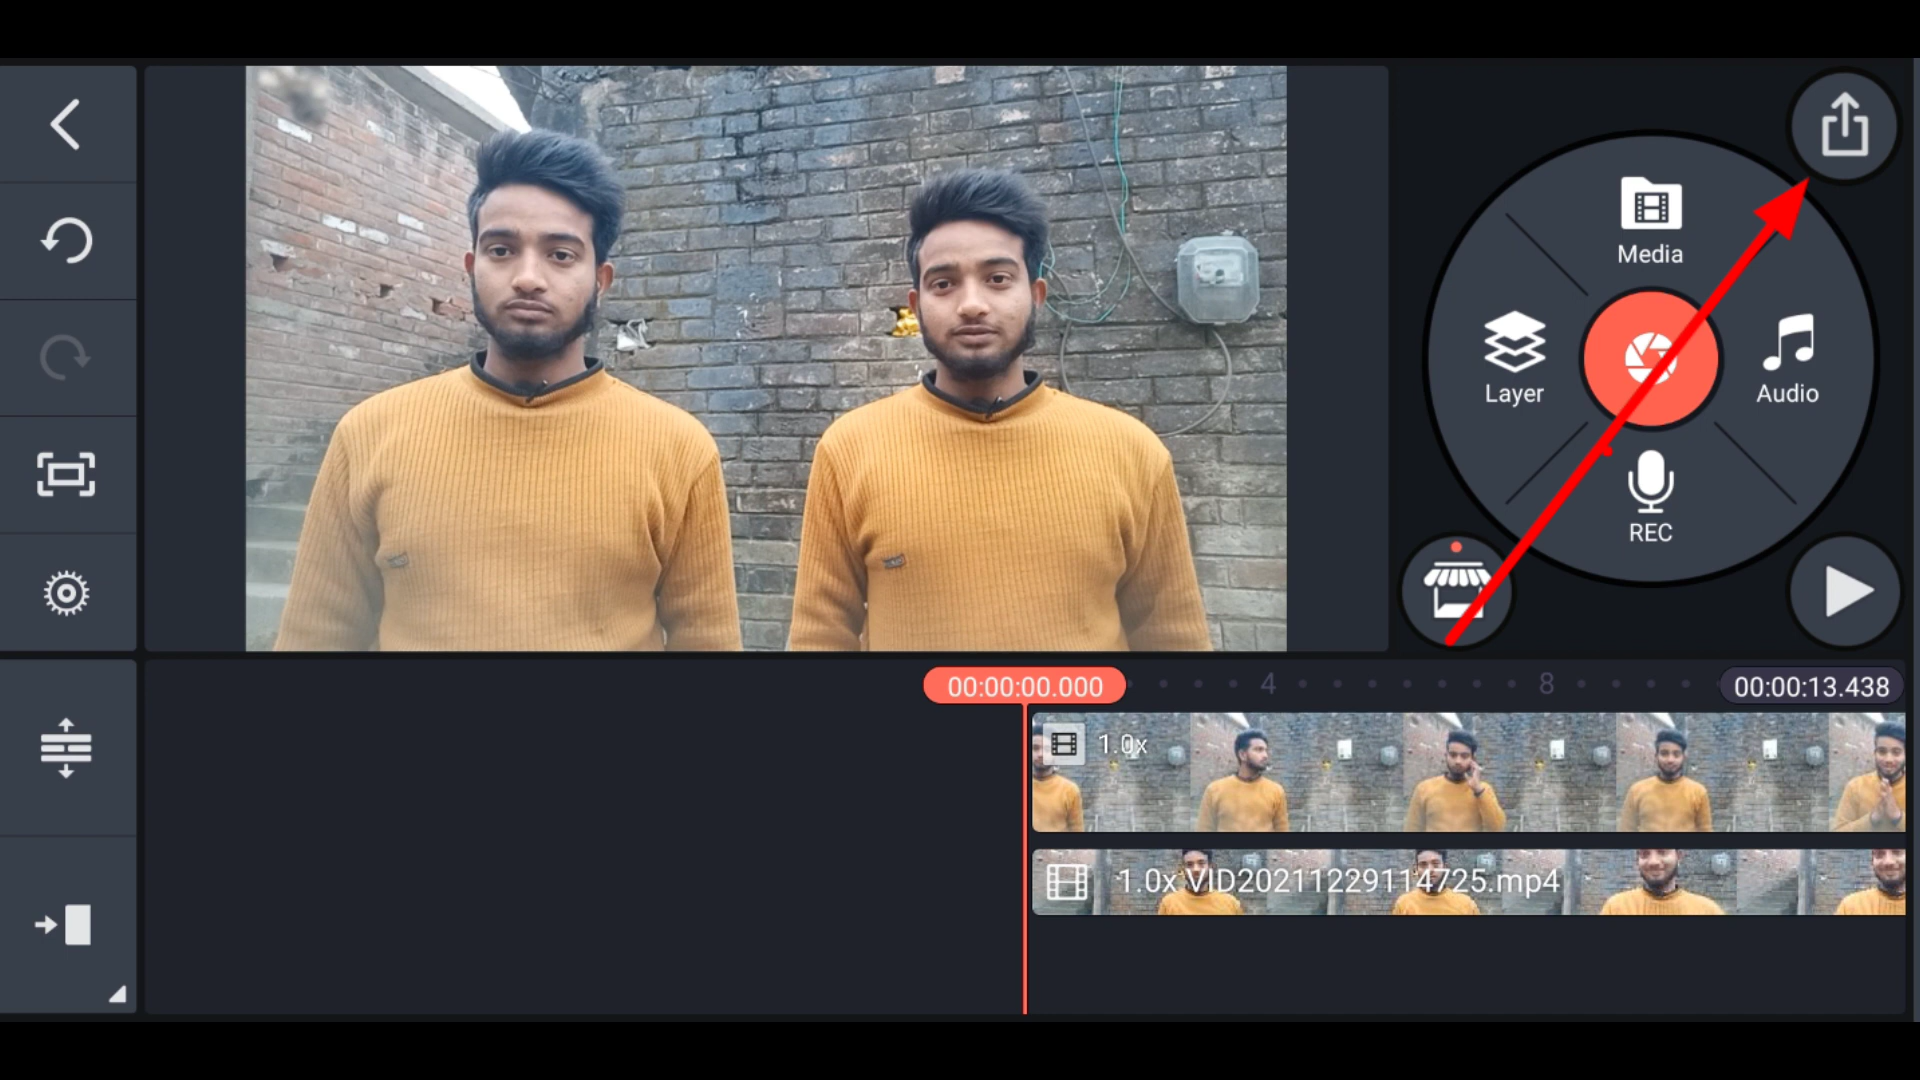 Media
Layer
Audio
REC
00:00:00.000
4
8
00:00:13.438
1.0x
1.0x VID20211229114725.mp4